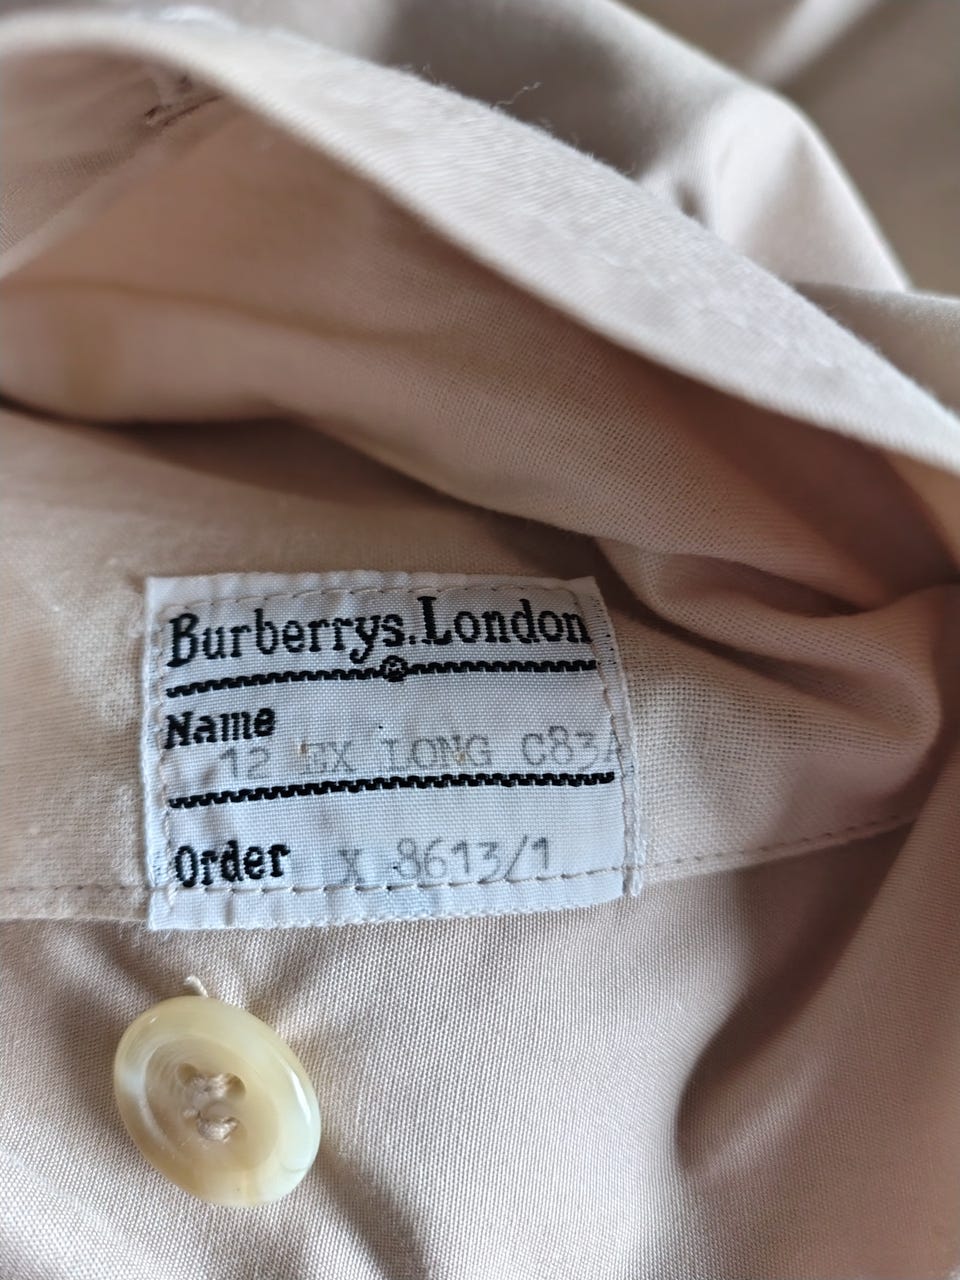 Burberrys. London
Name
12 EX LONG C83A
Order X 8613/1